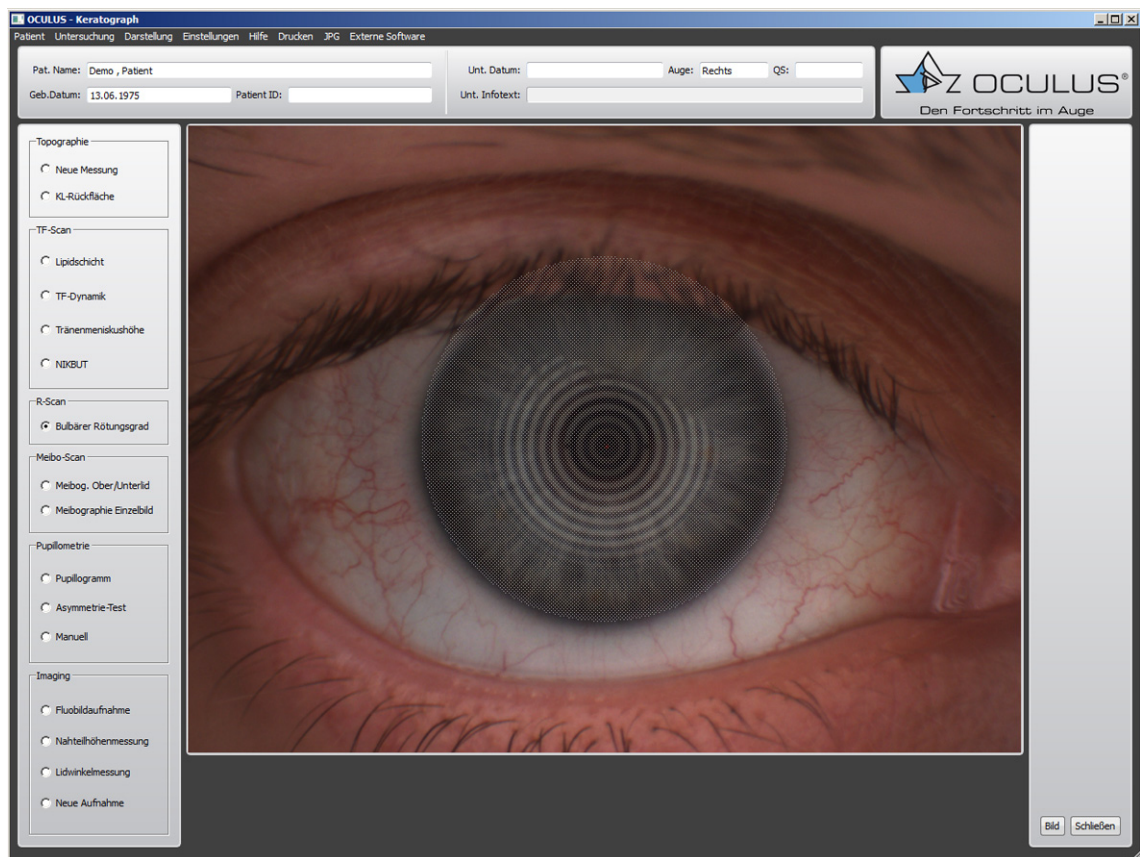 OCULUS - Keratograph
Patient Untersuchung Darstellung Einstellungen Hilfe Drucken JPG Externe Software
Pat. Name: Demo , Patient
Geb.Datum: 13.06.1975 Patient ID:
Unt. Datum: Auge: Rechts QS:
Unt. Infotext:
OCULUS®
Den Fortschritt im Auge
Topographie
Neue Messung
KL-Rückfläche
TF-Scan
Lipidschicht
TF-Dynamik
Tränenmeniskushöhe
NIKBUT
R-Scan
Bulbärer Rötungsgrad
Meibo-Scan
Meibog. Ober/Unterlid
Meibographie Einzelbild
Pupillometrie
Pupillogramm
Asymmetrie-Test
Manuell
Imaging
Fluobildaufnahme
Nahteilhöhenmessung
Lidwinkelmessung
Neue Aufnahme
Bild Schließen